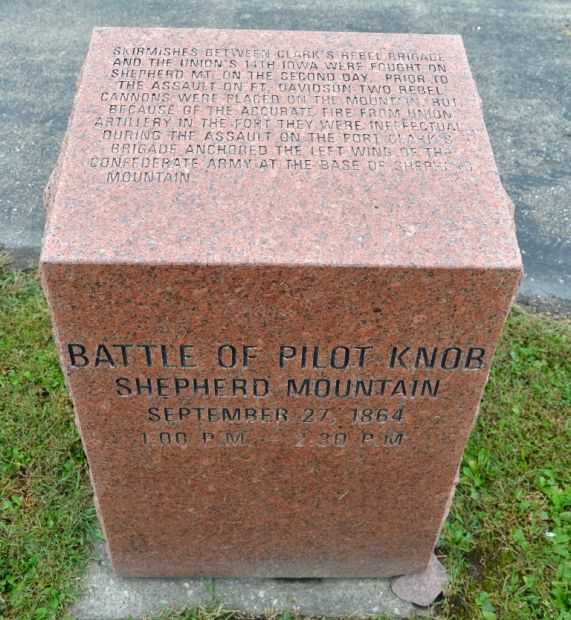 SKIRMISHES BETWEEN CLARK'S REBEL BRIGADE
AND THE UNION'S 14TH IOWA WERE FOUGHT ON
SHEPHERD MT. ON THE SECOND DAY. PRIOR TO
THE ASSAULT ON FT. DAVIDSON TWO REBEL
CANNONS WERE PLACED ON THE MOUNTAIN, BUT
BECAUSE OF THE ACCURATE FIRE FROM UNION
ARTILLERY IN THE FORT THEY WERE INEFFECTUAL.
DURING THE ASSAULT ON THE FORT CLARK'S
BRIGADE ANCHORED THE LEFT WING OF THE
CONFEDERATE ARMY AT THE BASE OF SHEPHERD
MOUNTAIN.
BATTLE OF PILOT KNOB
SHEPHERD MOUNTAIN
SEPTEMBER 27, 1864
1:00 P.M. - 2:30 P.M.